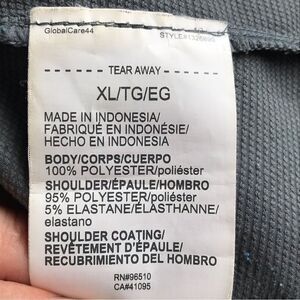 GlobalCare44
- - - - - - TEAR AWAY - - - - - -
XL/TG/EG
MADE IN INDONESIA/
FABRIQUÉ EN INDONÉSIE/
HECHO EN INDONESIA
BODY/CORPS/CUERPO
100% POLYESTER/poliéster
SHOULDER/ÉPAULE/HOMBRO
95% POLYESTER/poliéster
5% ELASTANE/ÉLASTHANNE/
elastano
SHOULDER COATING/
REVÊTEMENT D'ÉPAULE/
RECUBRIMENTO DEL HOMBRO
RN#96510
CA#41095